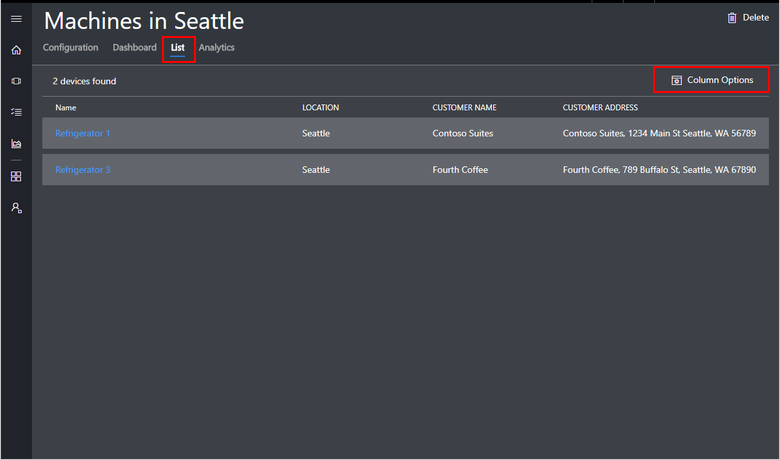 Machines in Seattle
Delete
Configuration Dashboard List Analytics
2 devices found
Column Options
Name LOCATION CUSTOMER NAME CUSTOMER ADDRESS
Refrigerator 1 Seattle Contoso Suites Contoso Suites, 1234 Main St Seattle, WA 56789
Refrigerator 3 Seattle Fourth Coffee Fourth Coffee, 789 Buffalo St, Seattle, WA 67890